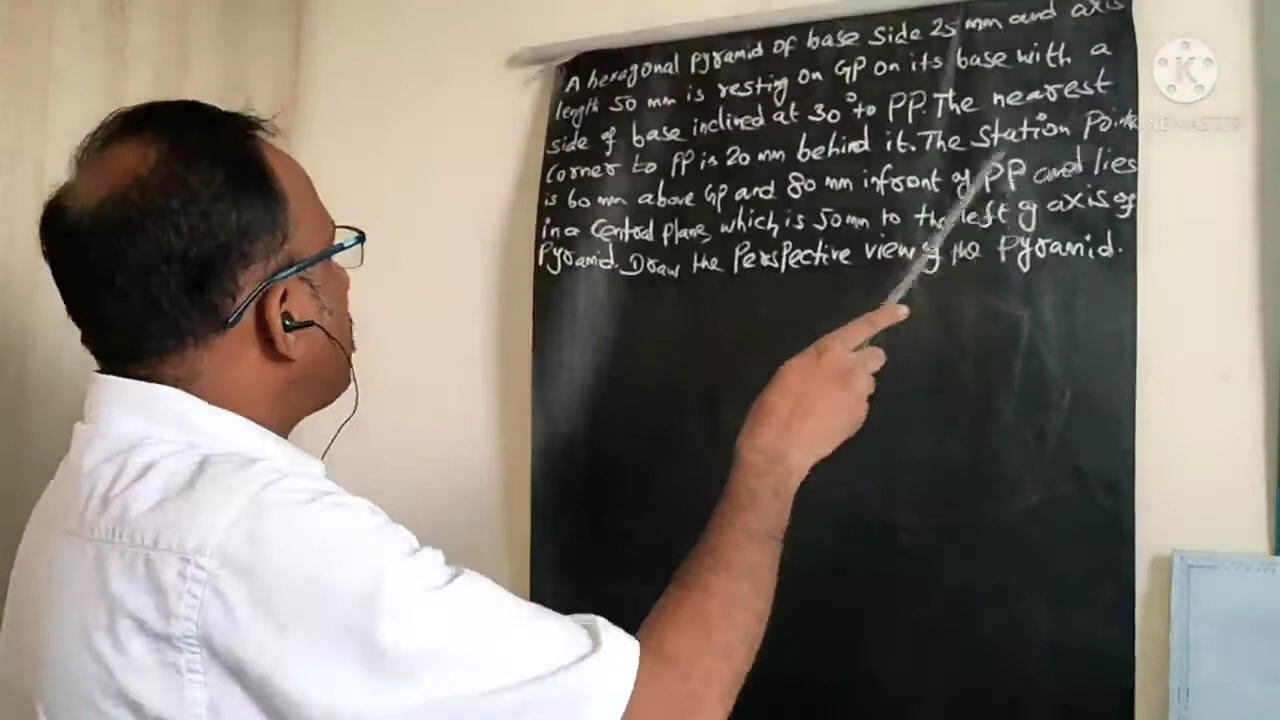 A hexagonal pyramid of base side 25 mm and axis
length 50 mm is resting on GP on its base with a
side of base inclined at 30° to PP. The nearest
corner to PP is 20 mm behind it. The Station Point
is 60 mm above GP and 80 mm infront of PP and lies
in a Central plane which is 50 mm to the left of axis of
Pyramid. Draw the Perspective view of the Pyramid.
K
NEMASTER